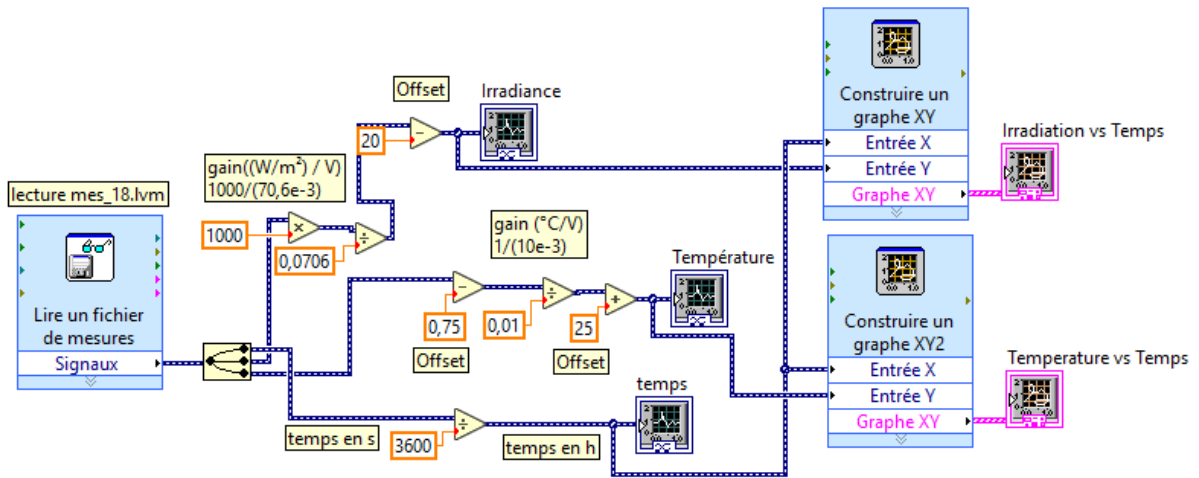 Offset
20
Irradiance
gain((W/m²) / V)
1000/(70,6e-3)
lecture mes_18.lvm
1000
0,0706
Lire un fichier
de mesures
Signaux
gain (°C/V)
1/(10e-3)
Température
0,75
Offset
0,01
25
Offset
temps en s
3600
temps en h
temps
Construire un
graphe XY
Entrée X
Entrée Y
Graphe XY
Irradiation vs Temps
Construire un
graphe XY2
Entrée X
Entrée Y
Graphe XY
Temperature vs Temps